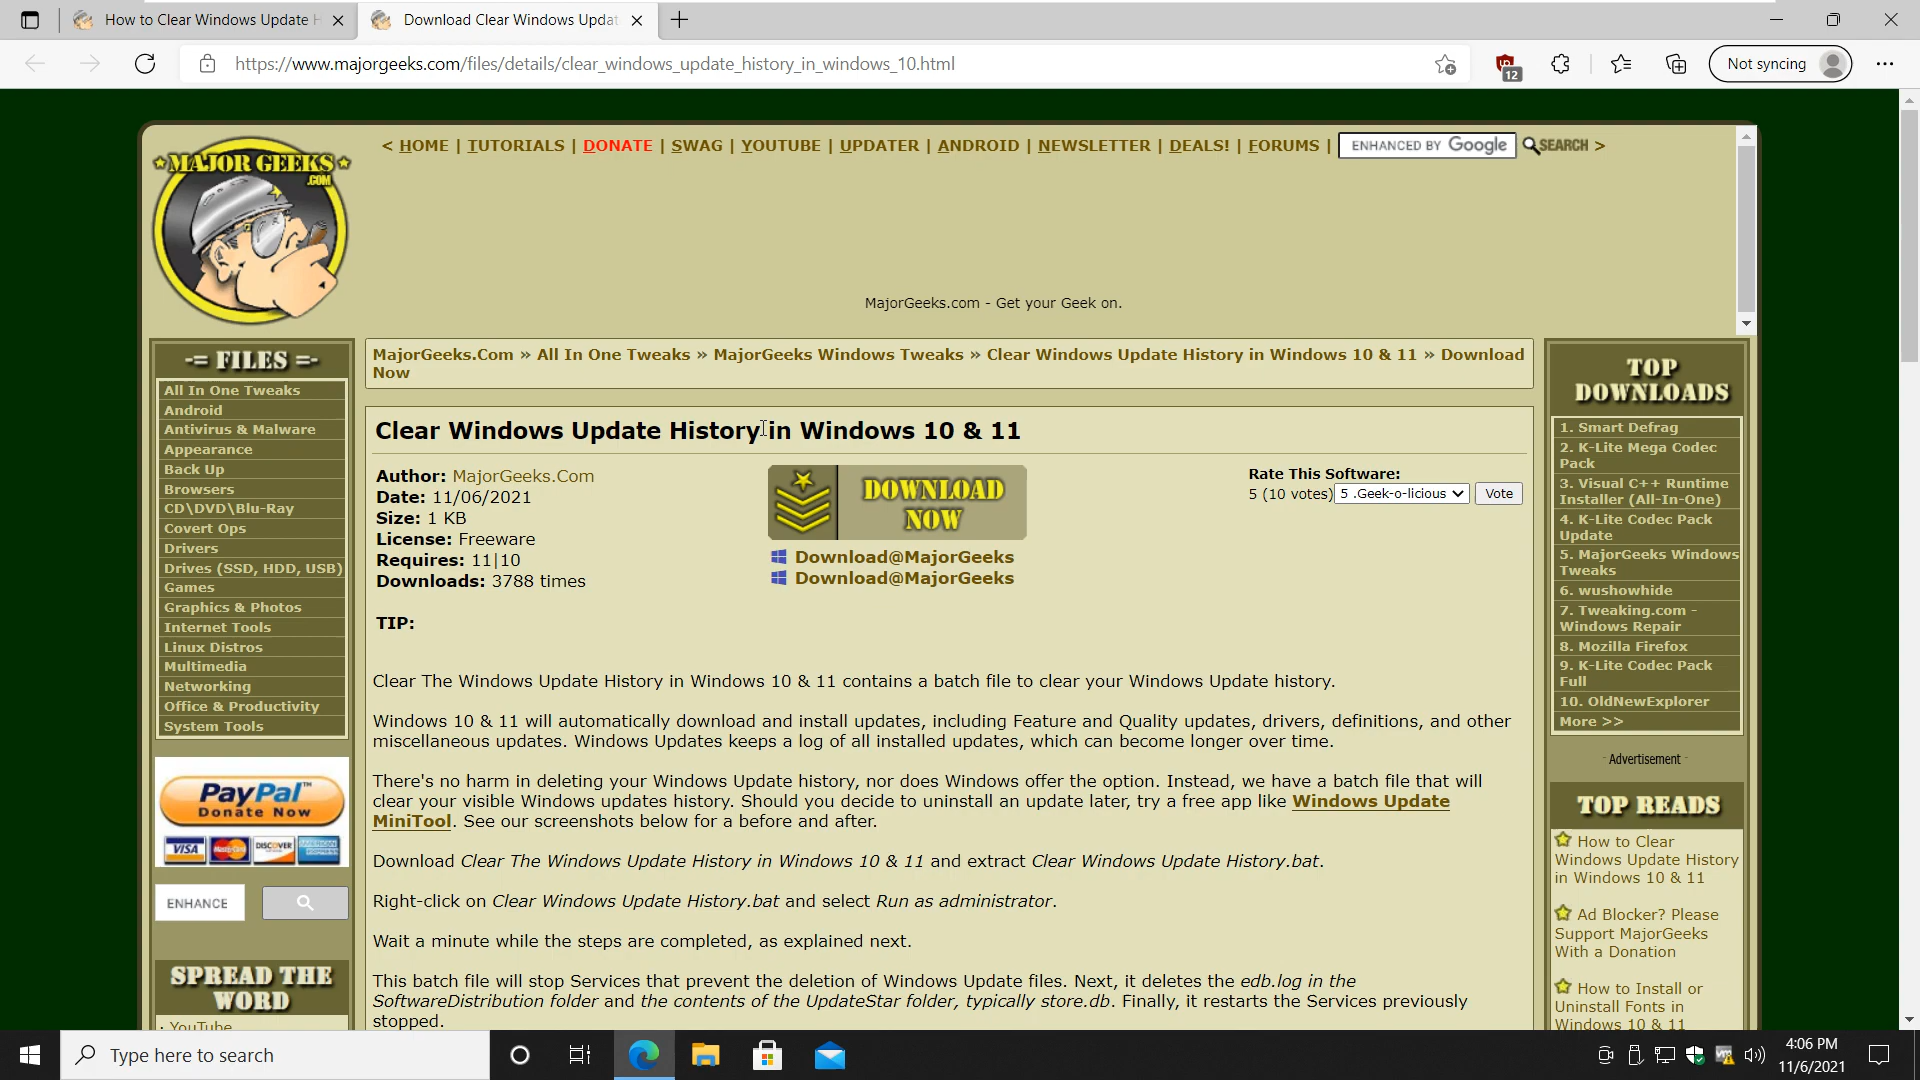 How to Clear Windows Update H
Download Clear Windows Updat
https://www.majorgeeks.com/files/details/clear_windows_update_history_in_windows_10.html
12
Not syncing
MAJOR GEEKS
.COM
< HOME | TUTORIALS | DONATE | SWAG | YOUTUBE | UPDATER | ANDROID | NEWSLETTER | DEALS! | FORUMS | ENHANCED BY Google SEARCH >
MajorGeeks.com - Get your Geek on.
-= FILES =-
All In One Tweaks
Android
Antivirus & Malware
Appearance
Back Up
Browsers
CD\DVD\Blu-Ray
Covert Ops
Drivers
Drives (SSD, HDD, USB)
Games
Graphics & Photos
Internet Tools
Linux Distros
Multimedia
Networking
Office & Productivity
System Tools
PayPal™
Donate Now
VISA MasterCard DISCOVER AMERICAN EXPRESS
ENHANCE
SPREAD THE
WORD
· YouTube
MajorGeeks.Com » All In One Tweaks » MajorGeeks Windows Tweaks » Clear Windows Update History in Windows 10 & 11 » Download
Now
Clear Windows Update History in Windows 10 & 11
Author: MajorGeeks.Com
Date: 11/06/2021
Size: 1 KB
License: Freeware
Requires: 11|10
Downloads: 3788 times
DOWNLOAD
NOW
Download@MajorGeeks
Download@MajorGeeks
Rate This Software:
5 (10 votes) 5 .Geek-o-licious Vote
TIP:
Clear The Windows Update History in Windows 10 & 11 contains a batch file to clear your Windows Update history.
Windows 10 & 11 will automatically download and install updates, including Feature and Quality updates, drivers, definitions, and other
miscellaneous updates. Windows Updates keeps a log of all installed updates, which can become longer over time.
There's no harm in deleting your Windows Update history, nor does Windows offer the option. Instead, we have a batch file that will
clear your visible Windows updates history. Should you decide to uninstall an update later, try a free app like Windows Update
MiniTool. See our screenshots below for a before and after.
Download Clear The Windows Update History in Windows 10 & 11 and extract Clear Windows Update History.bat.
Right-click on Clear Windows Update History.bat and select Run as administrator.
Wait a minute while the steps are completed, as explained next.
This batch file will stop Services that prevent the deletion of Windows Update files. Next, it deletes the edb.log in the
SoftwareDistribution folder and the contents of the UpdateStar folder, typically store.db. Finally, it restarts the Services previously
stopped.
TOP
DOWNLOADS
1. Smart Defrag
2. K-Lite Mega Codec
Pack
3. Visual C++ Runtime
Installer (All-In-One)
4. K-Lite Codec Pack
Update
5. MajorGeeks Windows
Tweaks
6. wushowhide
7. Tweaking.com -
Windows Repair
8. Mozilla Firefox
9. K-Lite Codec Pack
Full
10. OldNewExplorer
More >>
- Advertisement -
TOP READS
How to Clear
Windows Update History
in Windows 10 & 11
Ad Blocker? Please
Support MajorGeeks
With a Donation
How to Install or
Uninstall Fonts in
Windows 10 & 11
Type here to search
4:06 PM
11/6/2021